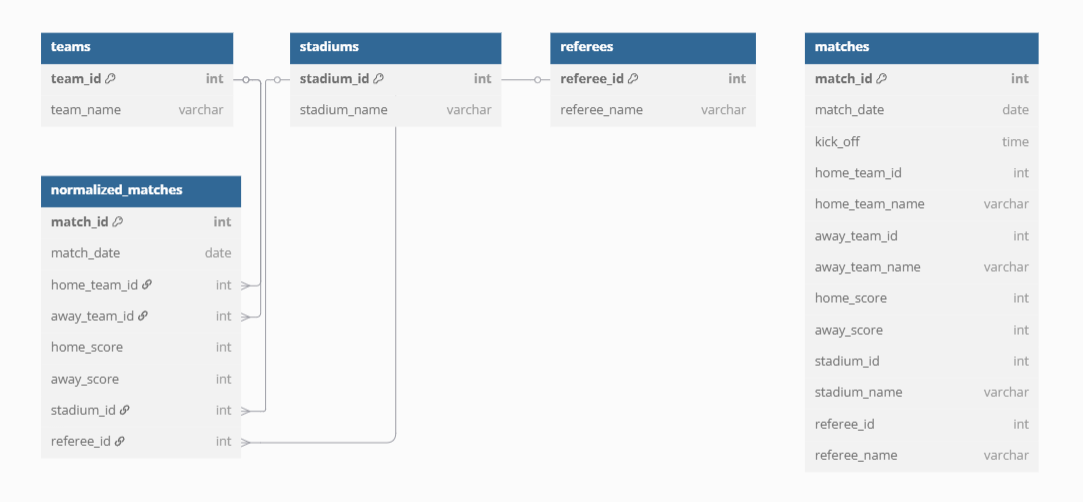 teams
team_id int
team_name varchar
stadiums
stadium_id int
stadium_name varchar
referees
referee_id int
referee_name varchar
matches
match_id int
match_date date
kick_off time
home_team_id int
home_team_name varchar
away_team_id int
away_team_name varchar
home_score int
away_score int
stadium_id int
stadium_name varchar
referee_id int
referee_name varchar
normalized_matches
match_id int
match_date date
home_team_id int
away_team_id int
home_score int
away_score int
stadium_id int
referee_id int